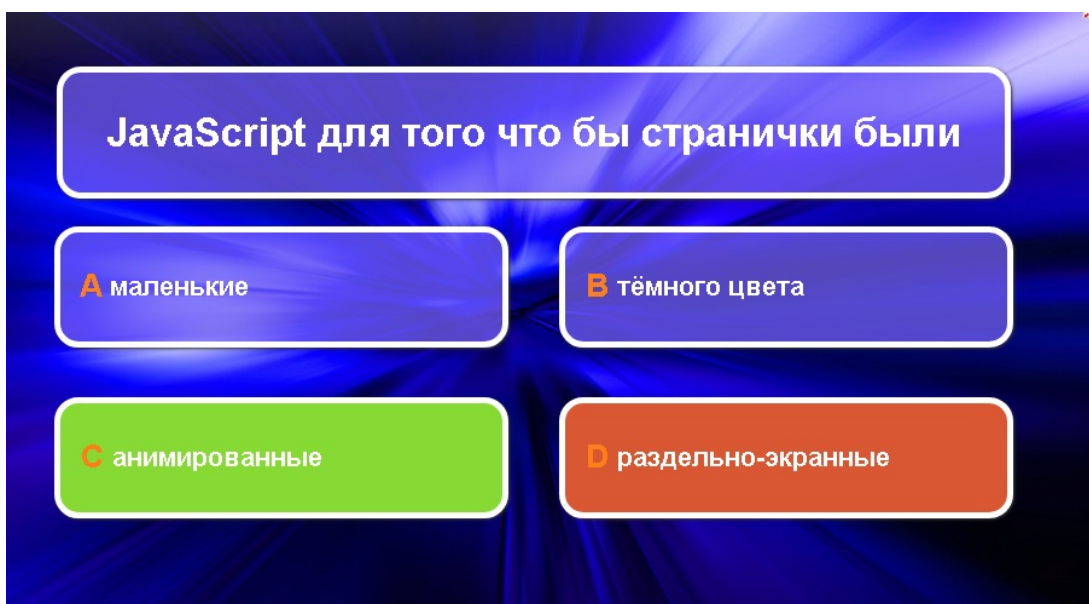 JavaScript для того что бы странички были
A маленькие
B тёмного цвета
C анимированные
D раздельно-экранные